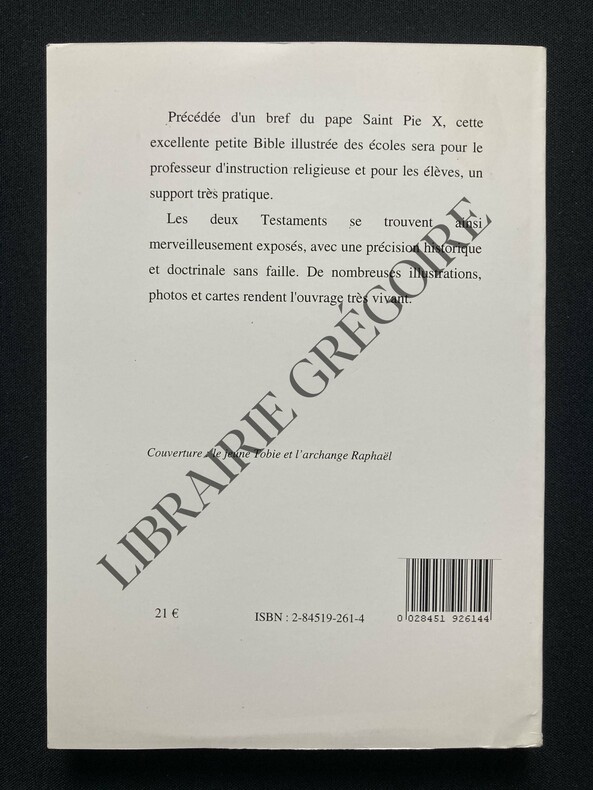 Précédée d'un bref du pape Saint Pie X, cette
excellente petite Bible illustrée des écoles sera pour le
professeur d'instruction religieuse et pour les élèves, un
support très pratique.
Les deux Testaments se trouvent ainsi
merveilleusement exposés, avec une précision historique
et doctrinale sans faille. De nombreuses illustrations,
photos et cartes rendent l'ouvrage très vivant.
LIBRAIRIE GRÉGOIRE
Couverture : le jeune Tobie et l'archange Raphaël
21 €
ISBN : 2-84519-261-4
0 028451 926144